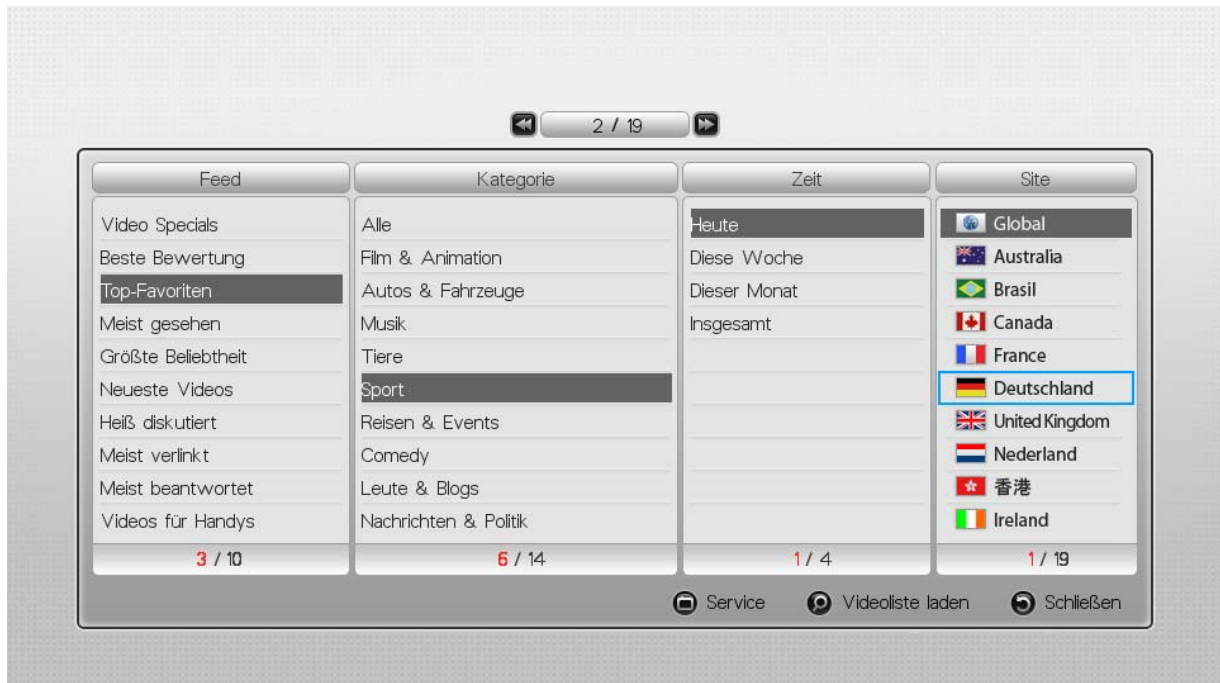 2 / 19
Feed
Kategorie
Zeit
Site
Video Specials
Beste Bewertung
Top-Favoriten
Meist gesehen
Größte Beliebtheit
Neueste Videos
Heiß diskutiert
Meist verlinkt
Meist beantwortet
Videos für Handys
3 / 10
Alle
Film & Animation
Autos & Fahrzeuge
Musik
Tiere
Sport
Reisen & Events
Comedy
Leute & Blogs
Nachrichten & Politik
6 / 14
Heute
Diese Woche
Dieser Monat
Insgesamt
1 / 4
Global
Australia
Brasil
Canada
France
Deutschland
United Kingdom
Nederland
香港
Ireland
1 / 19
Service
Videoliste laden
Schließen